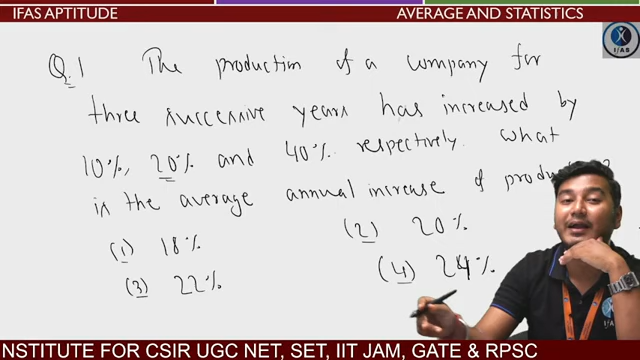 IFAS APTITUDE
AVERAGE AND STATISTICS
IFAS
Q.1 The production of a company for
three successive years has increased by
10%, 20% and 40% respectively. What
is the average annual increase of
(1) 18%
(2) 20%
(3) 22%
(4) 24%
NSTITUTE FOR CSIR UGC NET, SET, IIT JAM, GATE & RPSC